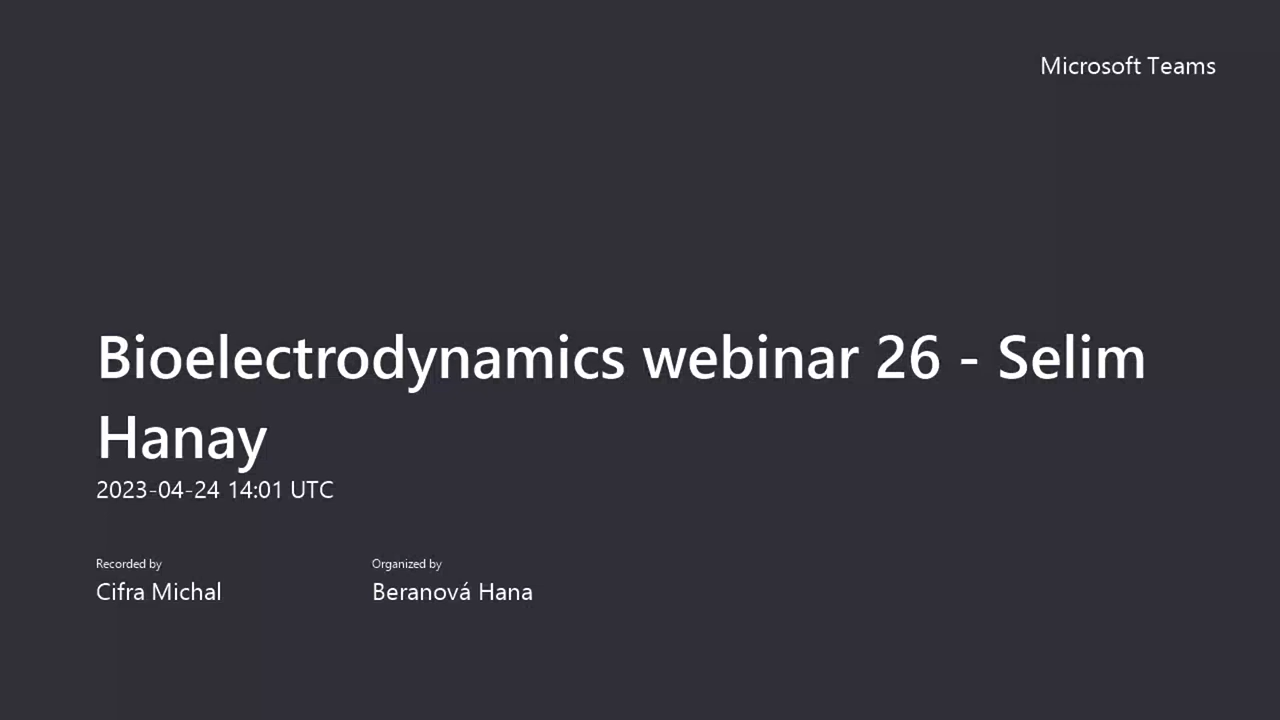 Microsoft Teams
Bioelectrodynamics webinar 26 - Selim
Hanay
2023-04-24 14:01 UTC
Recorded by
Cifra Michal
Organized by
Beranová Hana